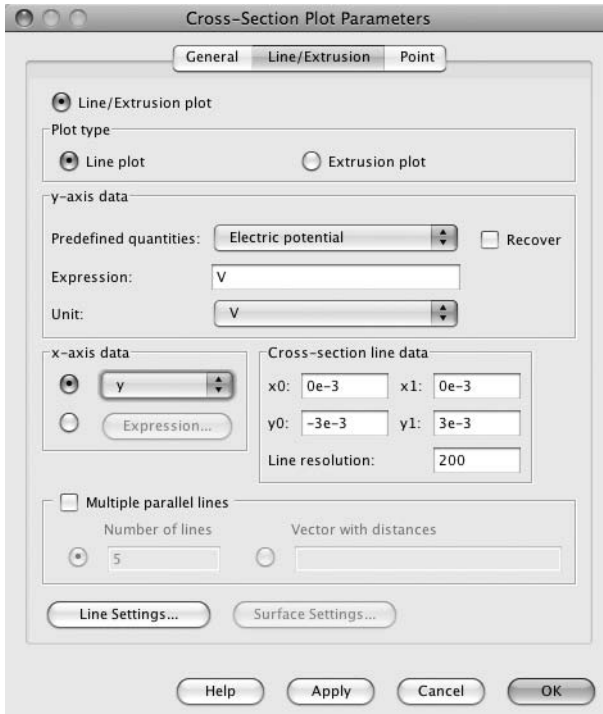 Cross-Section Plot Parameters
General Line/Extrusion Point
Line/Extrusion plot
Plot type
Line plot Extrusion plot
y-axis data
Predefined quantities: Electric potential Recover
Expression: V
Unit: V
x-axis data
y
Expression...
Cross-section line data
x0: 0e-3 x1: 0e-3
y0: -3e-3 y1: 3e-3
Line resolution: 200
Multiple parallel lines
Number of lines Vector with distances
5
Line Settings... Surface Settings...
Help Apply Cancel OK